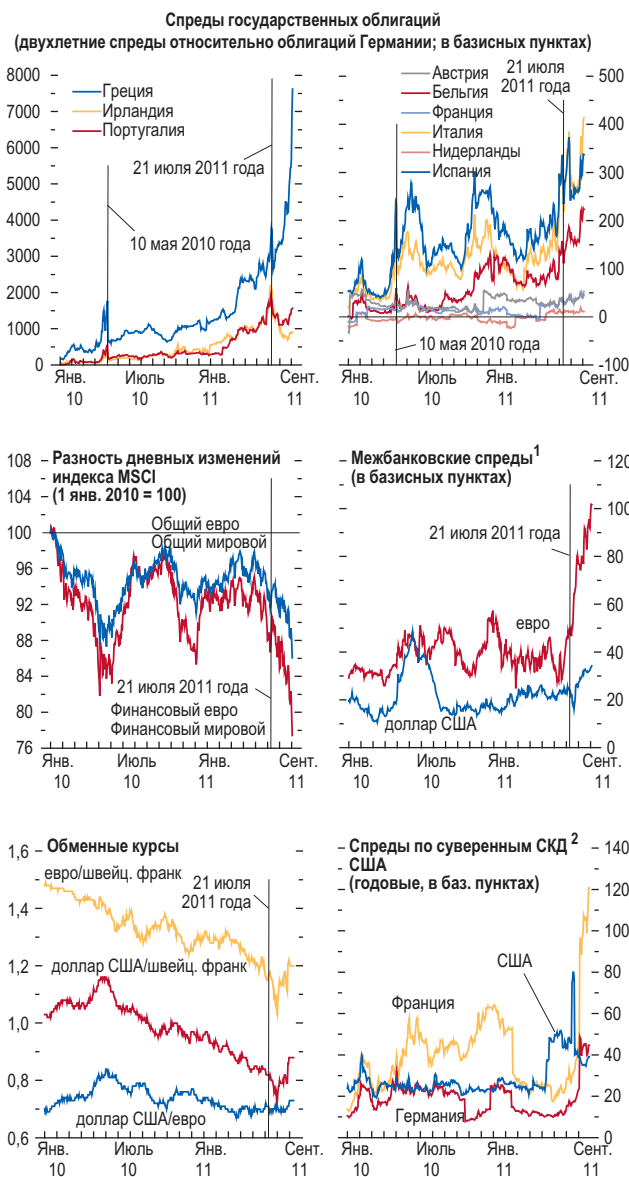 Спреды государственных облигаций
(двухлетние спреды относительно облигаций Германии; в базисных пунктах)
8000
7000
6000
5000
4000
3000
2000
1000
0
Греция
Ирландия
Португалия
21 июля 2011 года
10 мая 2010 года
Янв.
10
Июль
10
Янв.
11
Сент.
11
Австрия
Бельгия
Франция
Италия
Нидерланды
Испания
21 июля
2011 года
10 мая 2010 года
500
400
300
200
100
0
-100
Янв.
10
Июль
10
Янв.
11
Сент.
11
Разность дневных изменений
индекса MSCI
(1 янв. 2010 = 100)
108
104
100
96
92
88
84
80
76
Общий евро
Общий мировой
21 июля 2011 года
Финансовый евро
Финансовый мировой
Янв.
10
Июль
10
Янв.
11
Сент.
11
Межбанковские спреды1
(в базисных пунктах)
21 июля 2011 года
евро
доллар США
120
100
80
60
40
20
0
Янв.
10
Июль
10
Янв.
11
Сент.
11
Обменные курсы
1,6
1,4
1,2
1,0
0,8
0,6
евро/швейц. франк
21 июля
2011 года
доллар США/швейц. франк
доллар США/евро
Янв.
10
Июль
10
Янв.
11
Сент.
11
Спреды по суверенным СКД 2
США
(годовые, в баз. пунктах)
США
Франция
Германия
140
120
100
80
60
40
20
0
Янв.
10
Июль
10
Янв.
11
Сент.
11